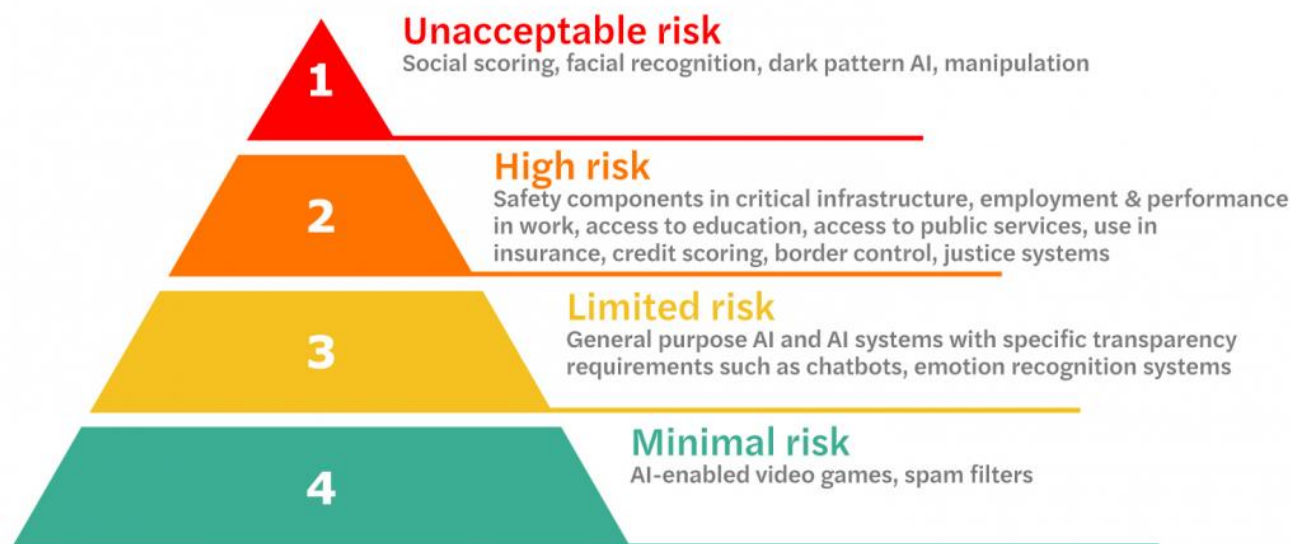 1
Unacceptable risk
Social scoring, facial recognition, dark pattern AI, manipulation
2
High risk
Safety components in critical infrastructure, employment & performance
in work, access to education, access to public services, use in
insurance, credit scoring, border control, justice systems
3
Limited risk
General purpose AI and AI systems with specific transparency
requirements such as chatbots, emotion recognition systems
4
Minimal risk
AI-enabled video games, spam filters